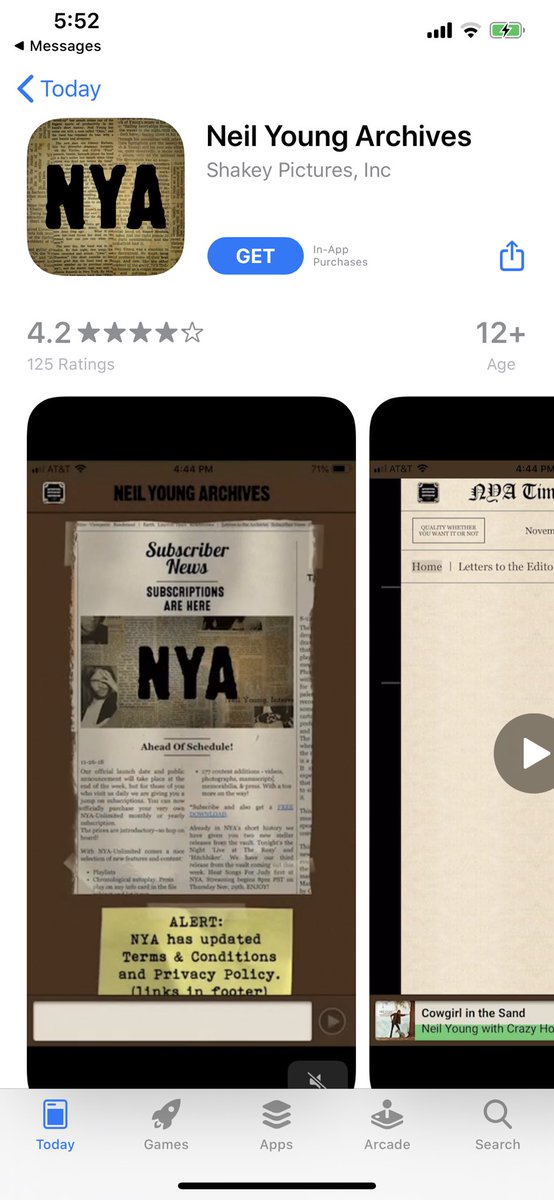 5:52
◀ Messages
Today
NYA
Neil Young Archives
Shakey Pictures, Inc
GET
In-App
Purchases
4.2 ★★★★☆
12+
125 Ratings
Age
AT&T
4:44 PM
71%
NEIL YOUNG ARCHIVES
Subscriber
News
SUBSCRIPTIONS
ARE HERE
NYA
Ahead Of Schedule!
11-26-18
Our official launch date and public
announcement will take place at the
end of the week, but for those of you
who visit us daily we are giving you a
jump on subscriptions. You can now
officially purchase your very own
NYA-Unlimited monthly or yearly
subscription.
The prices are introductory-so hop on
board!
With NYA-Unlimited comes a nice
selection of new features and content:
• Playlists
• Chronological autoplay. Press
play on any info card in the file
• 177 content additions - videos,
photographs, manuscripts,
memorabilia, & press. With a ton
more on the way!
*Subscribe and also get a FREE
DOWNLOAD.
Already in NYA's short history we
have given you two new stellar
releases from the vault. Tonight's the
Night 'Live at The Roxy' and
'Hitchhiker'. We have our third
release from the vault coming out this
week. Hear Songs For Judy first at
NYA. Streaming begins 8pm PST on
Thursday Nov, 29th. ENJOY!
ALERT:
NYA has updated
Terms & Conditions
and Privacy Policy.
(links in footer)
AT&T
4:44 PM
NYA Tim
QUALITY WHETHER
YOU WANT IT OR NOT
Novem
Home | Letters to the Edito
Cowgirl in the Sand
Neil Young with Crazy Ho
Today
Games
Apps
Arcade
Search